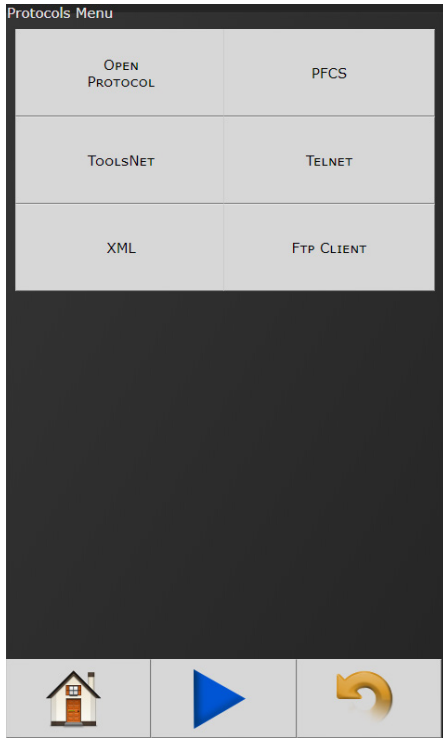 Protocols Menu
Open
Protocol
PFCS
ToolsNet
Telnet
XML
Ftp Client